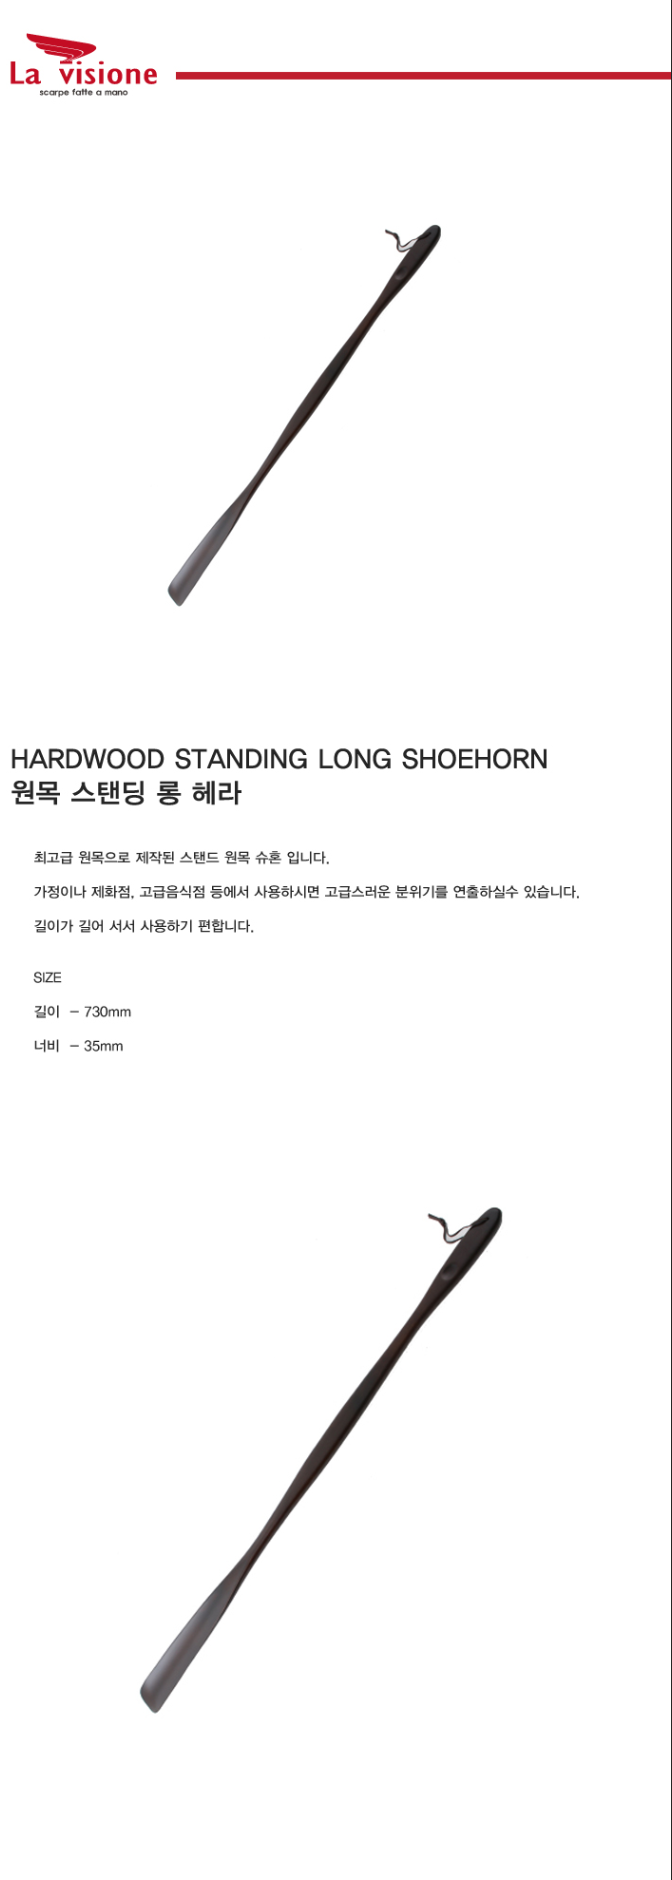 La visione
scarpe fatte a mano
HARDWOOD STANDING LONG SHOEHORN
원목 스탠딩 롱 헤라
최고급 원목으로 제작된 스탠드 원목 슈혼 입니다.
가정이나 제화점, 고급음식점 등에서 사용하시면 고급스러운 분위기를 연출하실수 있습니다.
길이가 길어 서서 사용하기 편합니다.
SIZE
길이 - 730mm
너비 - 35mm